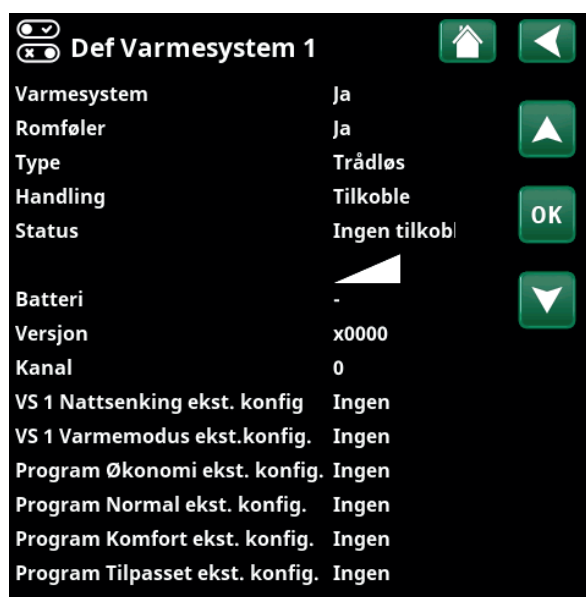 Def Varmesystem 1
Varmesystem Ja
Romføler Ja
Type Trådløs
Handling Tilkoble
OK
Status Ingen tilkobl
Batteri -
Versjon x0000
Kanal 0
VS 1 Nattsenking ekst. konfig Ingen
VS 1 Varmemodus ekst.konfig. Ingen
Program Økonomi ekst. konfig. Ingen
Program Normal ekst. konfig. Ingen
Program Komfort ekst. konfig. Ingen
Program Tilpasset ekst. konfig. Ingen